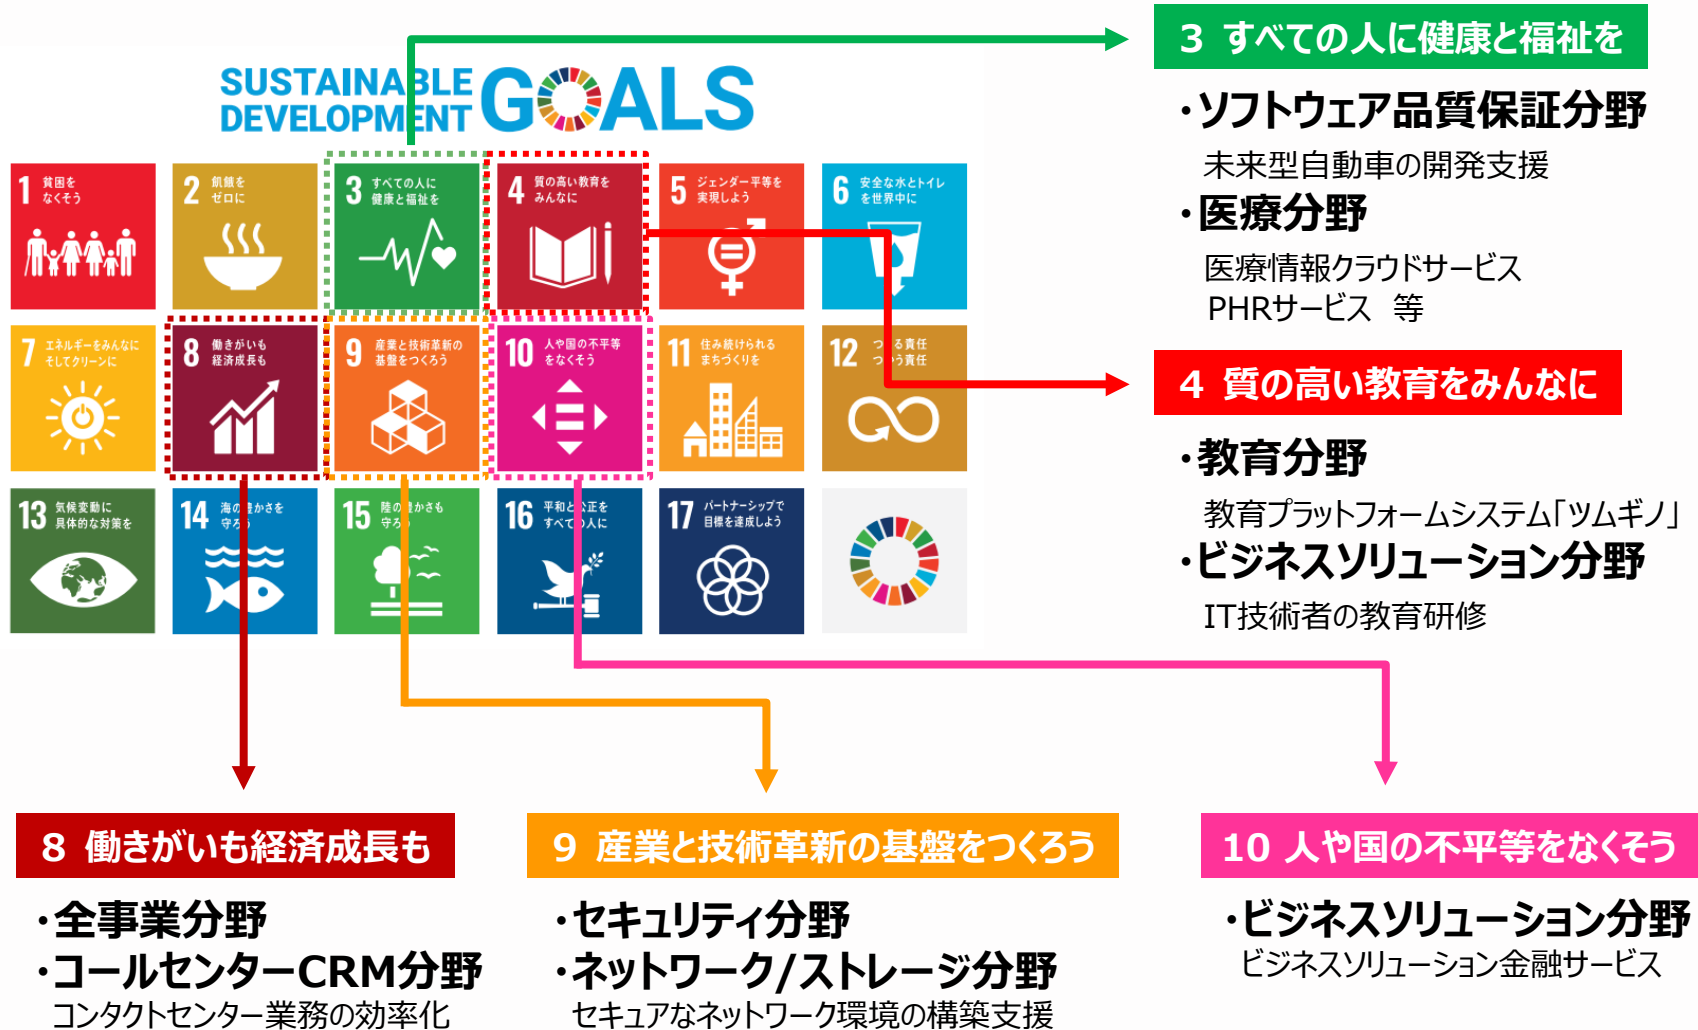 SUSTAINABLE
DEVELOPMENT
GOALS
1 貧困を
なくそう
2 飢餓を
ゼロに
3 すべての人に
健康と福祉を
4 質の高い教育を
みんなに
5 ジェンダー平等を
実現しよう
6 安全な水とトイレ
を世界中に
7 エネルギーをみんなに
そしてクリーンに
8 働きがいも
経済成長も
9 産業と技術革新の
基盤をつくろう
10 人や国の不平等
をなくそう
11 住み続けられる
まちづくりを
12 つくる責任
つかう責任
13 気候変動に
具体的な対策を
14 海の豊かさを
守ろう
15 陸の豊かさも
守ろう
16 平和と公正を
すべての人に
17 パートナーシップで
目標を達成しよう
3 すべての人に健康と福祉を
・ソフトウェア品質保証分野
未来型自動車の開発支援
・医療分野
医療情報クラウドサービス
PHRサービス 等
4 質の高い教育をみんなに
・教育分野
教育プラットフォームシステム「ツムギノ」
・ビジネスソリューション分野
IT技術者の教育研修
8 働きがいも経済成長も
・全事業分野
・コールセンターCRM分野
コンタクトセンター業務の効率化
9 産業と技術革新の基盤をつくろう
・セキュリティ分野
・ネットワーク/ストレージ分野
セキュアなネットワーク環境の構築支援
10 人や国の不平等をなくそう
・ビジネスソリューション分野
ビジネスソリューション金融サービス